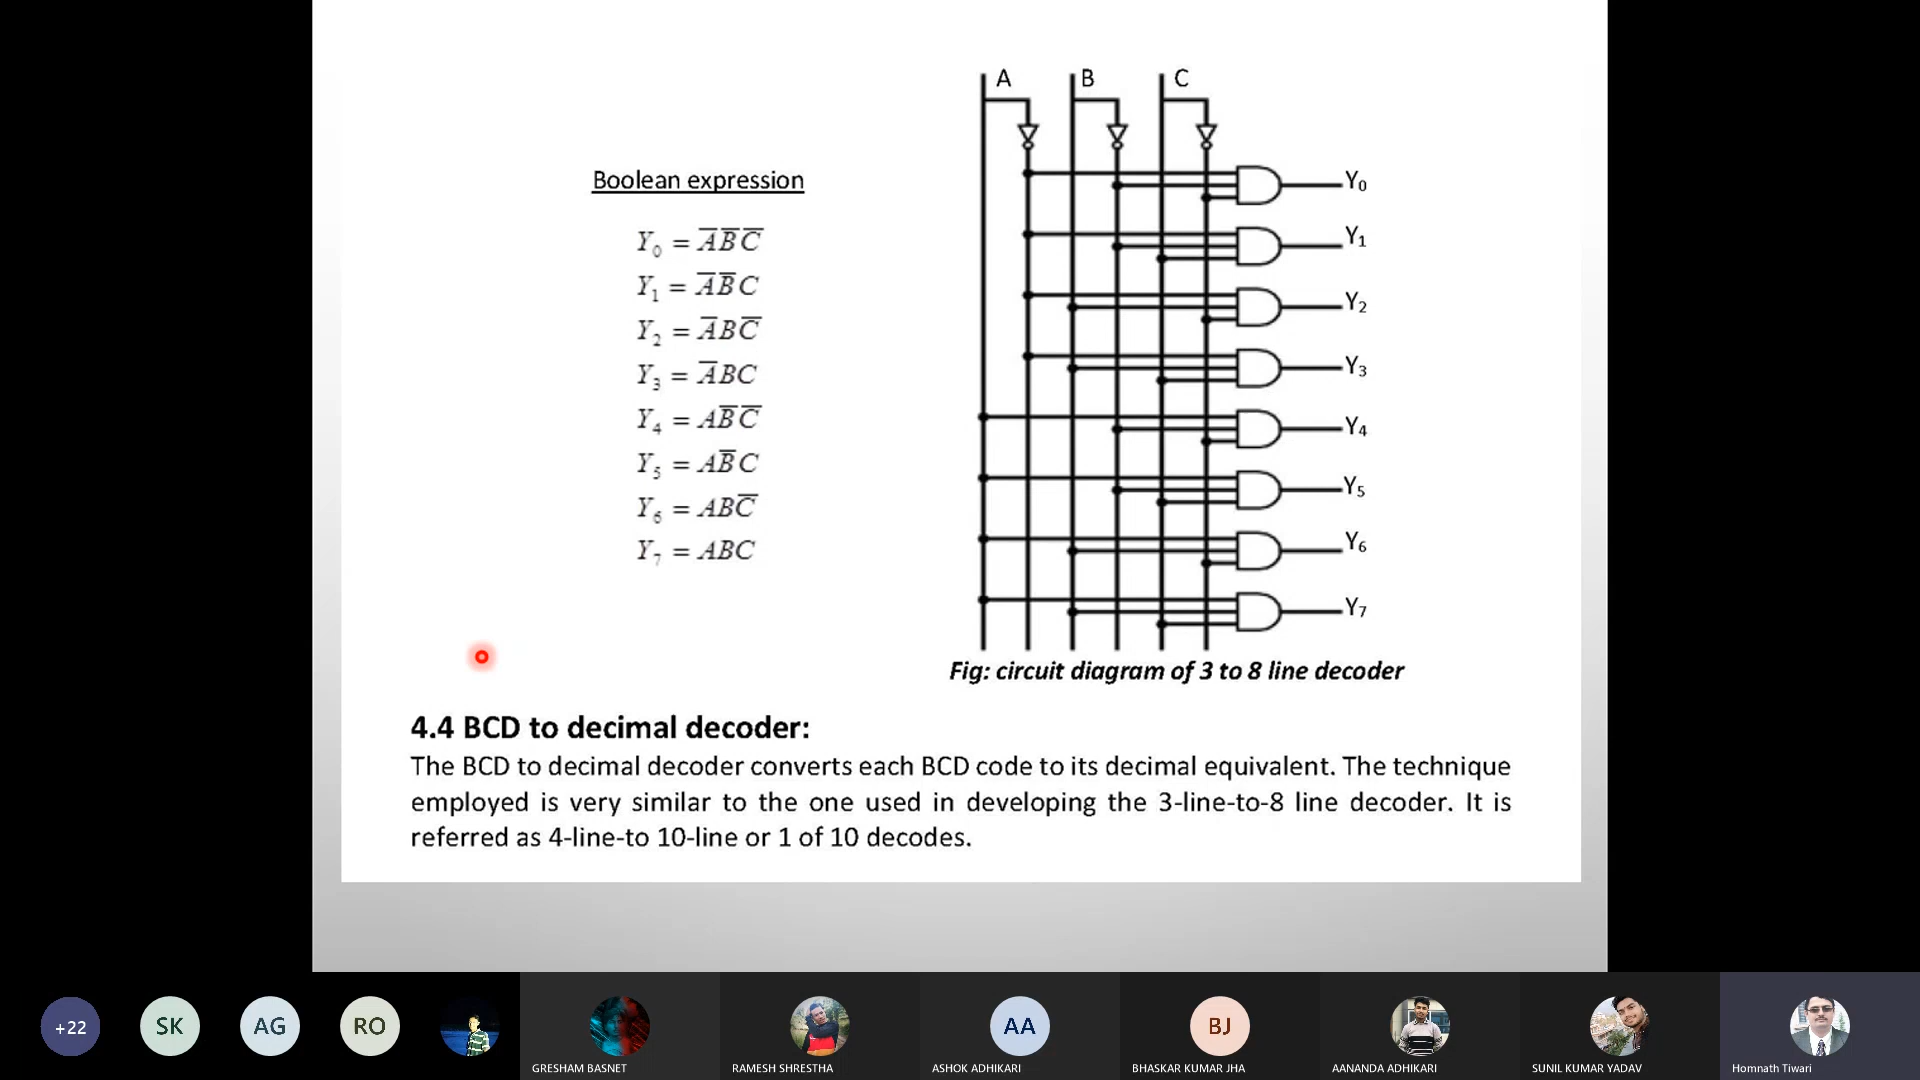 A B C
Boolean expression
Y₀ = A̅B̅C̅
Y₁ = A̅B̅C
Y₂ = A̅BC̅
Y₃ = A̅BC
Y₄ = AB̅C̅
Y₅ = AB̅C
Y₆ = ABC̅
Y₇ = ABC
Y₀
Y₁
Y₂
Y₃
Y₄
Y₅
Y₆
Y₇
Fig: circuit diagram of 3 to 8 line decoder
4.4 BCD to decimal decoder:
The BCD to decimal decoder converts each BCD code to its decimal equivalent. The technique
employed is very similar to the one used in developing the 3-line-to-8 line decoder. It is
referred as 4-line-to 10-line or 1 of 10 decodes.
+22 SK AG RO AA BJ
GRESHAM BASNET RAMESH SHRESTHA ASHOK ADHIKARI BHASKAR KUMAR JHA AANANDA ADHIKARI SUNIL KUMAR YADAV Homnath Tiwari